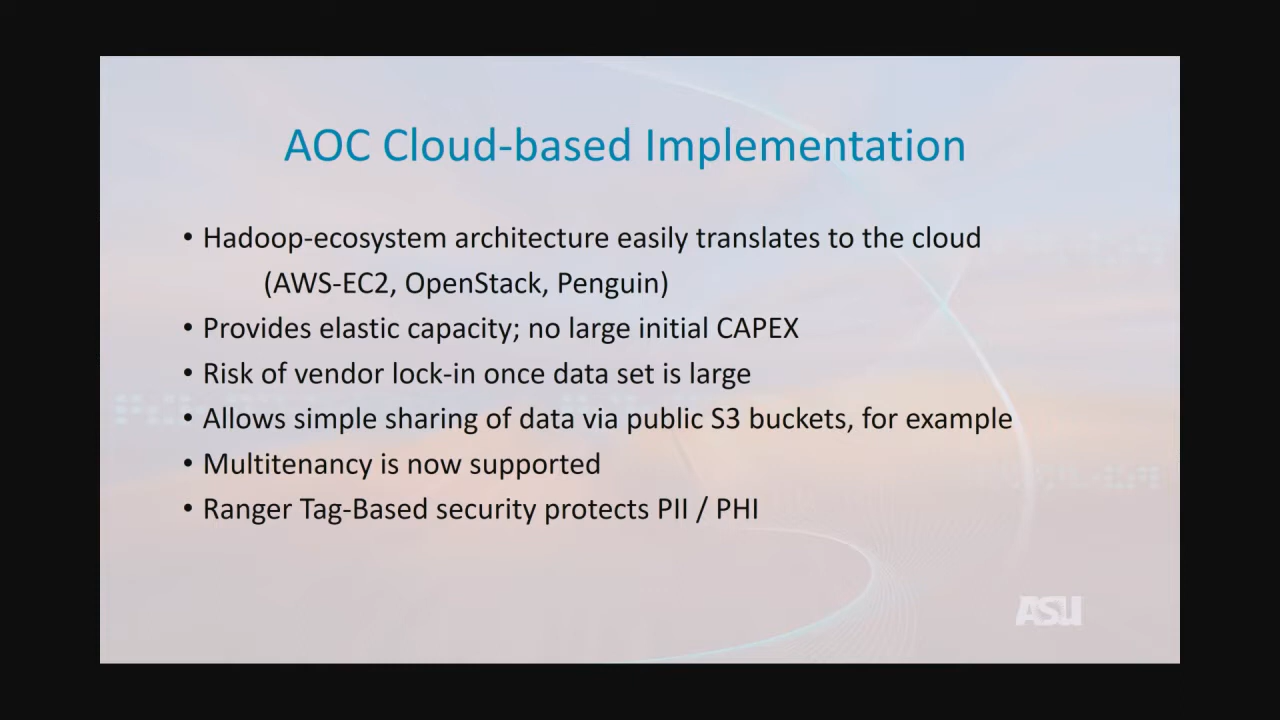 AOC Cloud-based Implementation
• Hadoop-ecosystem architecture easily translates to the cloud
(AWS-EC2, OpenStack, Penguin)
• Provides elastic capacity; no large initial CAPEX
• Risk of vendor lock-in once data set is large
• Allows simple sharing of data via public S3 buckets, for example
• Multitenancy is now supported
• Ranger Tag-Based security protects PII / PHI
ASU